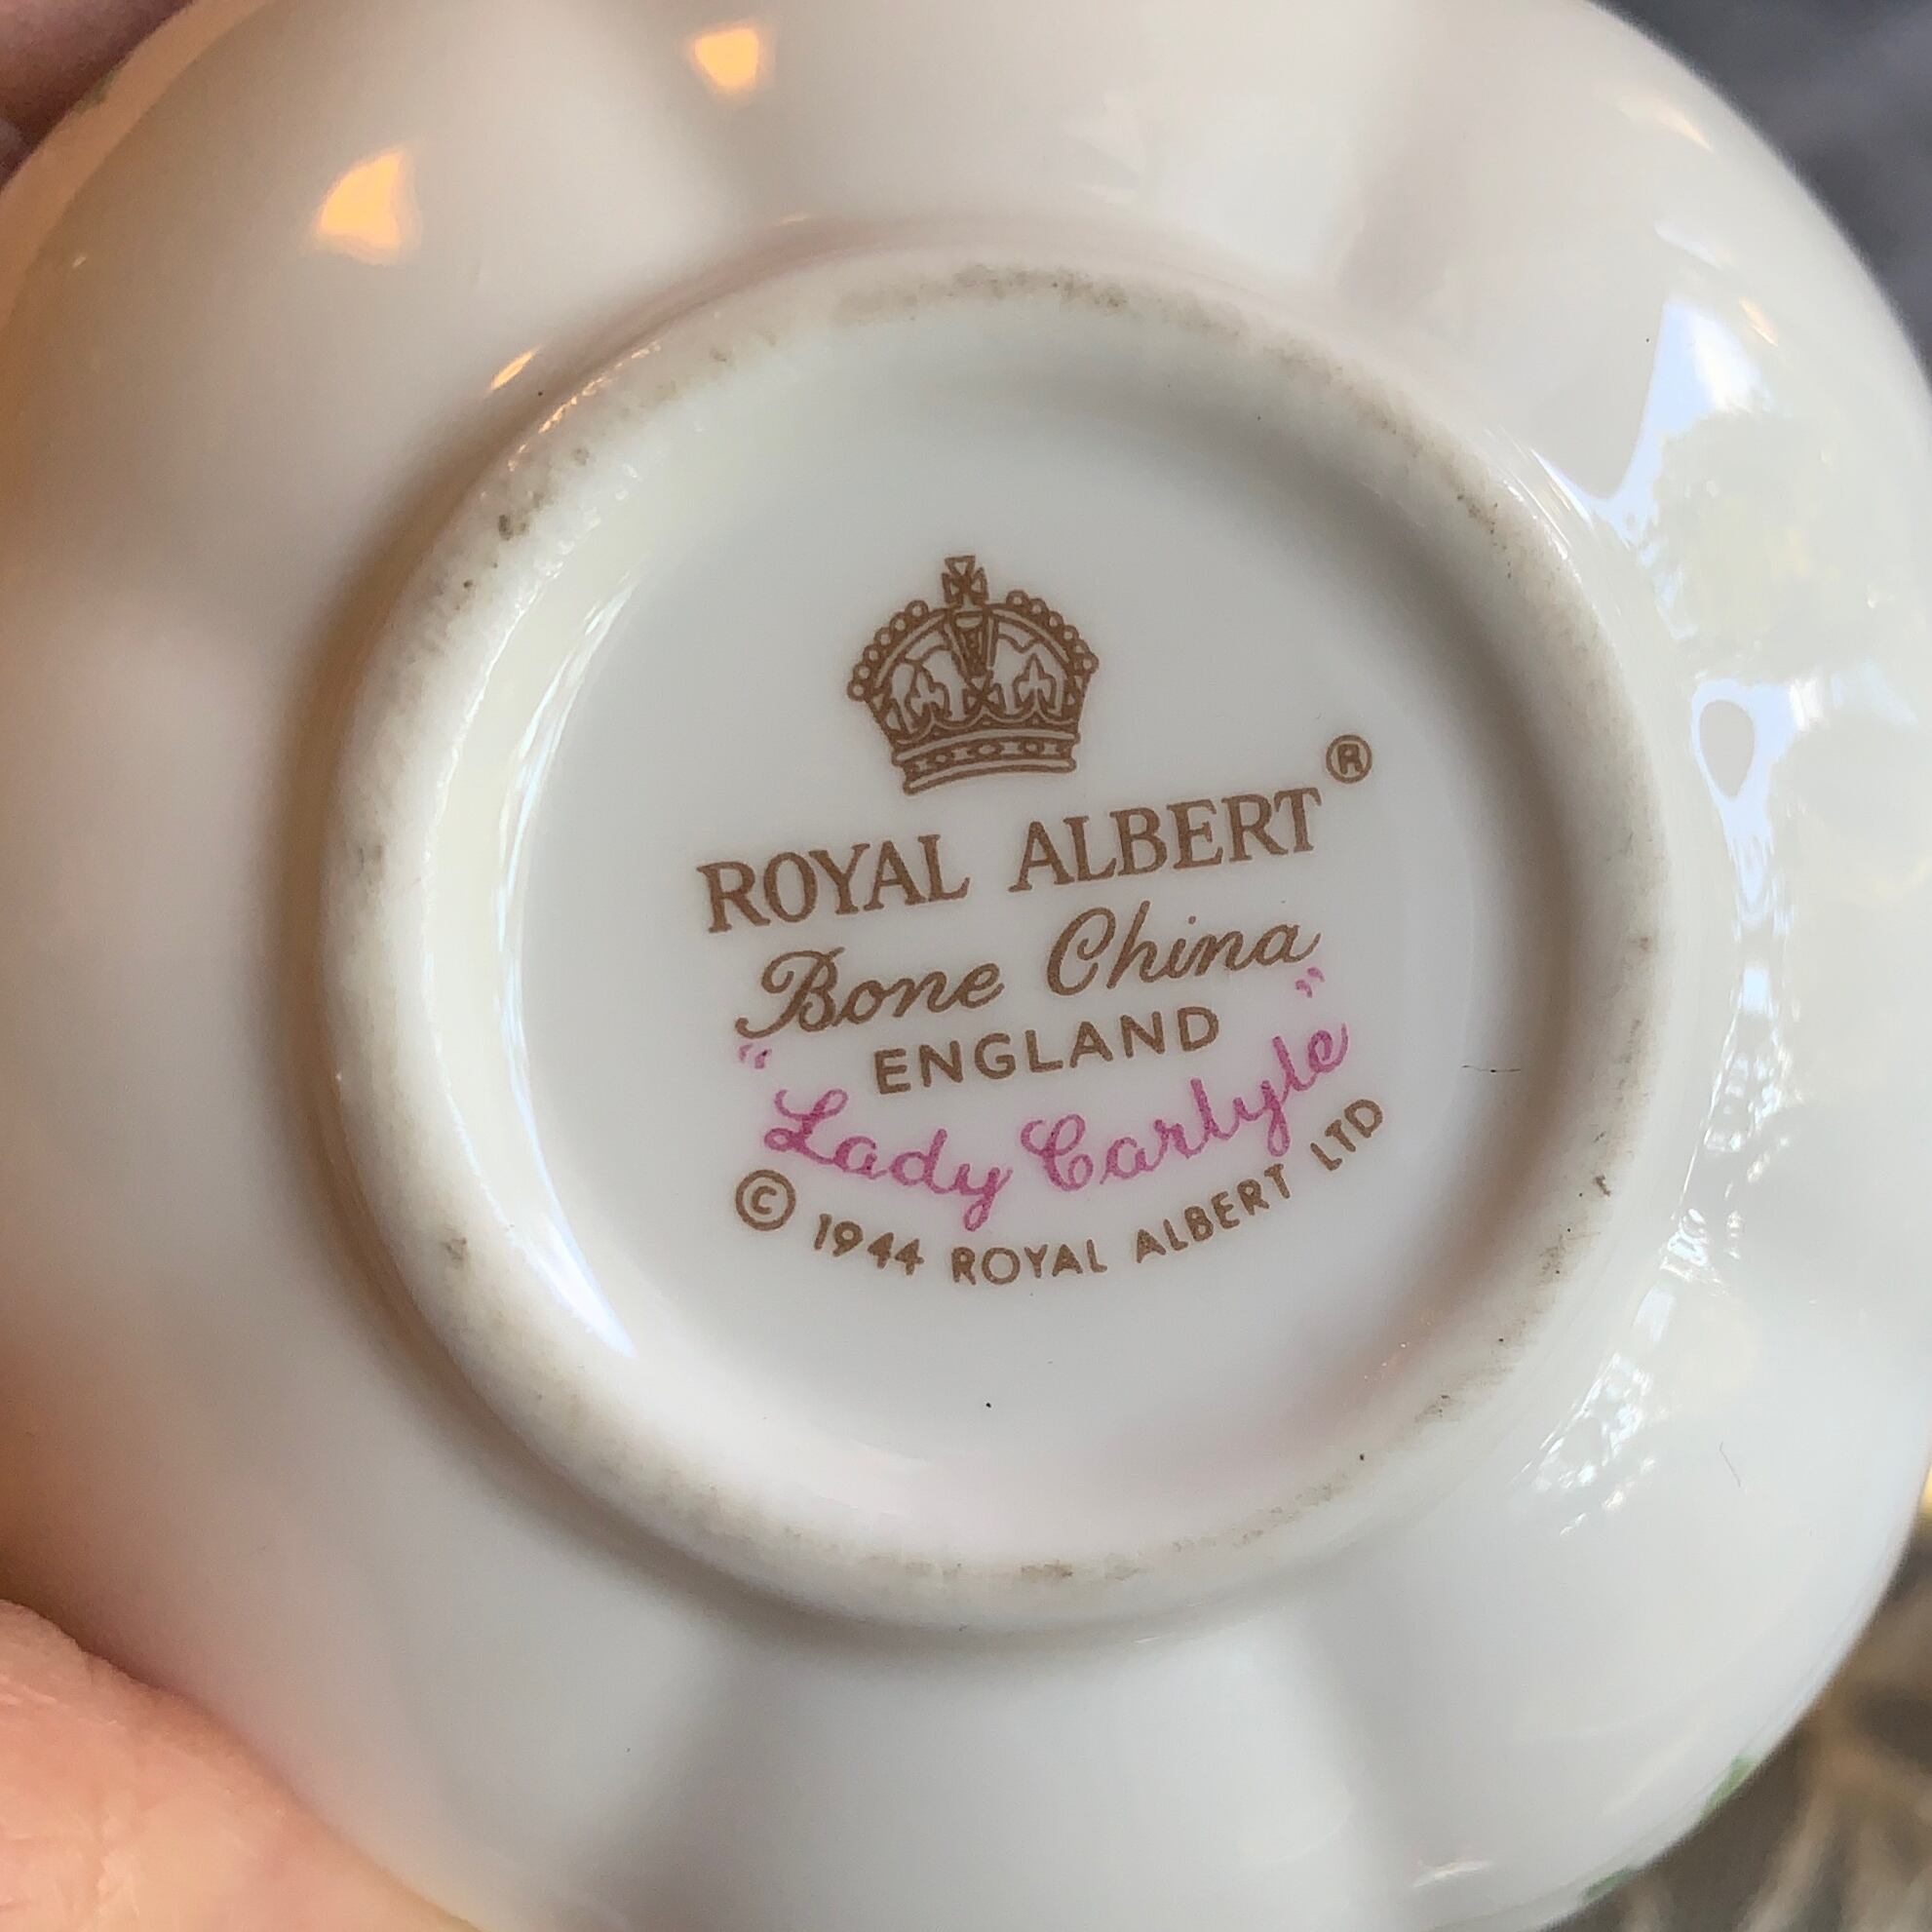 ROYAL ALBERT ®
Bone China
ENGLAND
"Lady Carlyle"
© 1944 ROYAL ALBERT LTD